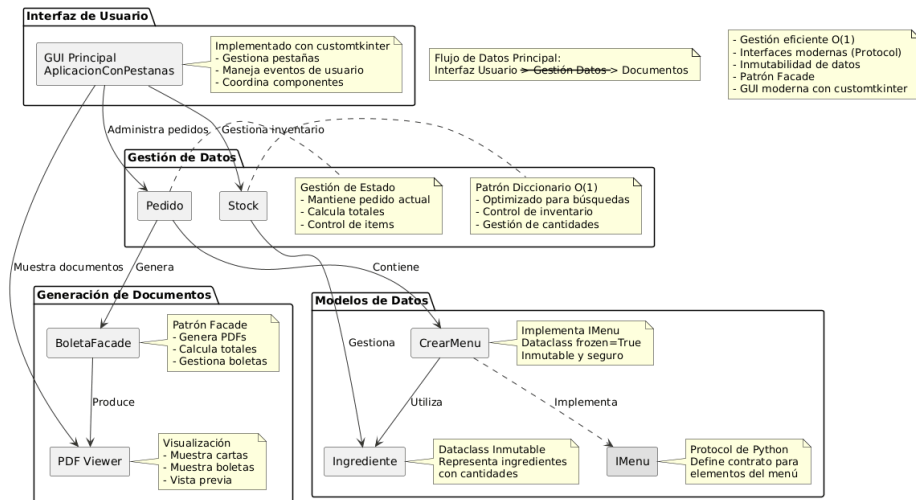 Interfaz de Usuario
GUI Principal
AplicacionConPestanas
Implementado con customtkinter
- Gestiona pestañas
- Maneja eventos de usuario
- Coordina componentes
Flujo de Datos Principal:
Interfaz Usuario > Gestión Datos > Documentos
- Gestión eficiente O(1)
- Interfaces modernas (Protocol)
- Inmutabilidad de datos
- Patrón Facade
- GUI moderna con customtkinter
Administra pedidos
Gestiona inventario
Gestión de Datos
Pedido
Stock
Gestión de Estado
- Mantiene pedido actual
- Calcula totales
- Control de items
Patrón Diccionario O(1)
- Optimizado para búsquedas
- Control de inventario
- Gestión de cantidades
Muestra documentos
Genera
Contiene
Generación de Documentos
BoletaFacade
Patrón Facade
- Genera PDFs
- Calcula totales
- Gestiona boletas
Produce
PDF Viewer
Visualización
- Muestra cartas
- Muestra boletas
- Vista previa
Modelos de Datos
Gestiona
CrearMenu
Implementa IMenu
Dataclass frozen=True
Inmutable y seguro
Utiliza
Implementa
Ingrediente
Dataclass Inmutable
Representa ingredientes
con cantidades
IMenu
Protocol de Python
Define contrato para
elementos del menú